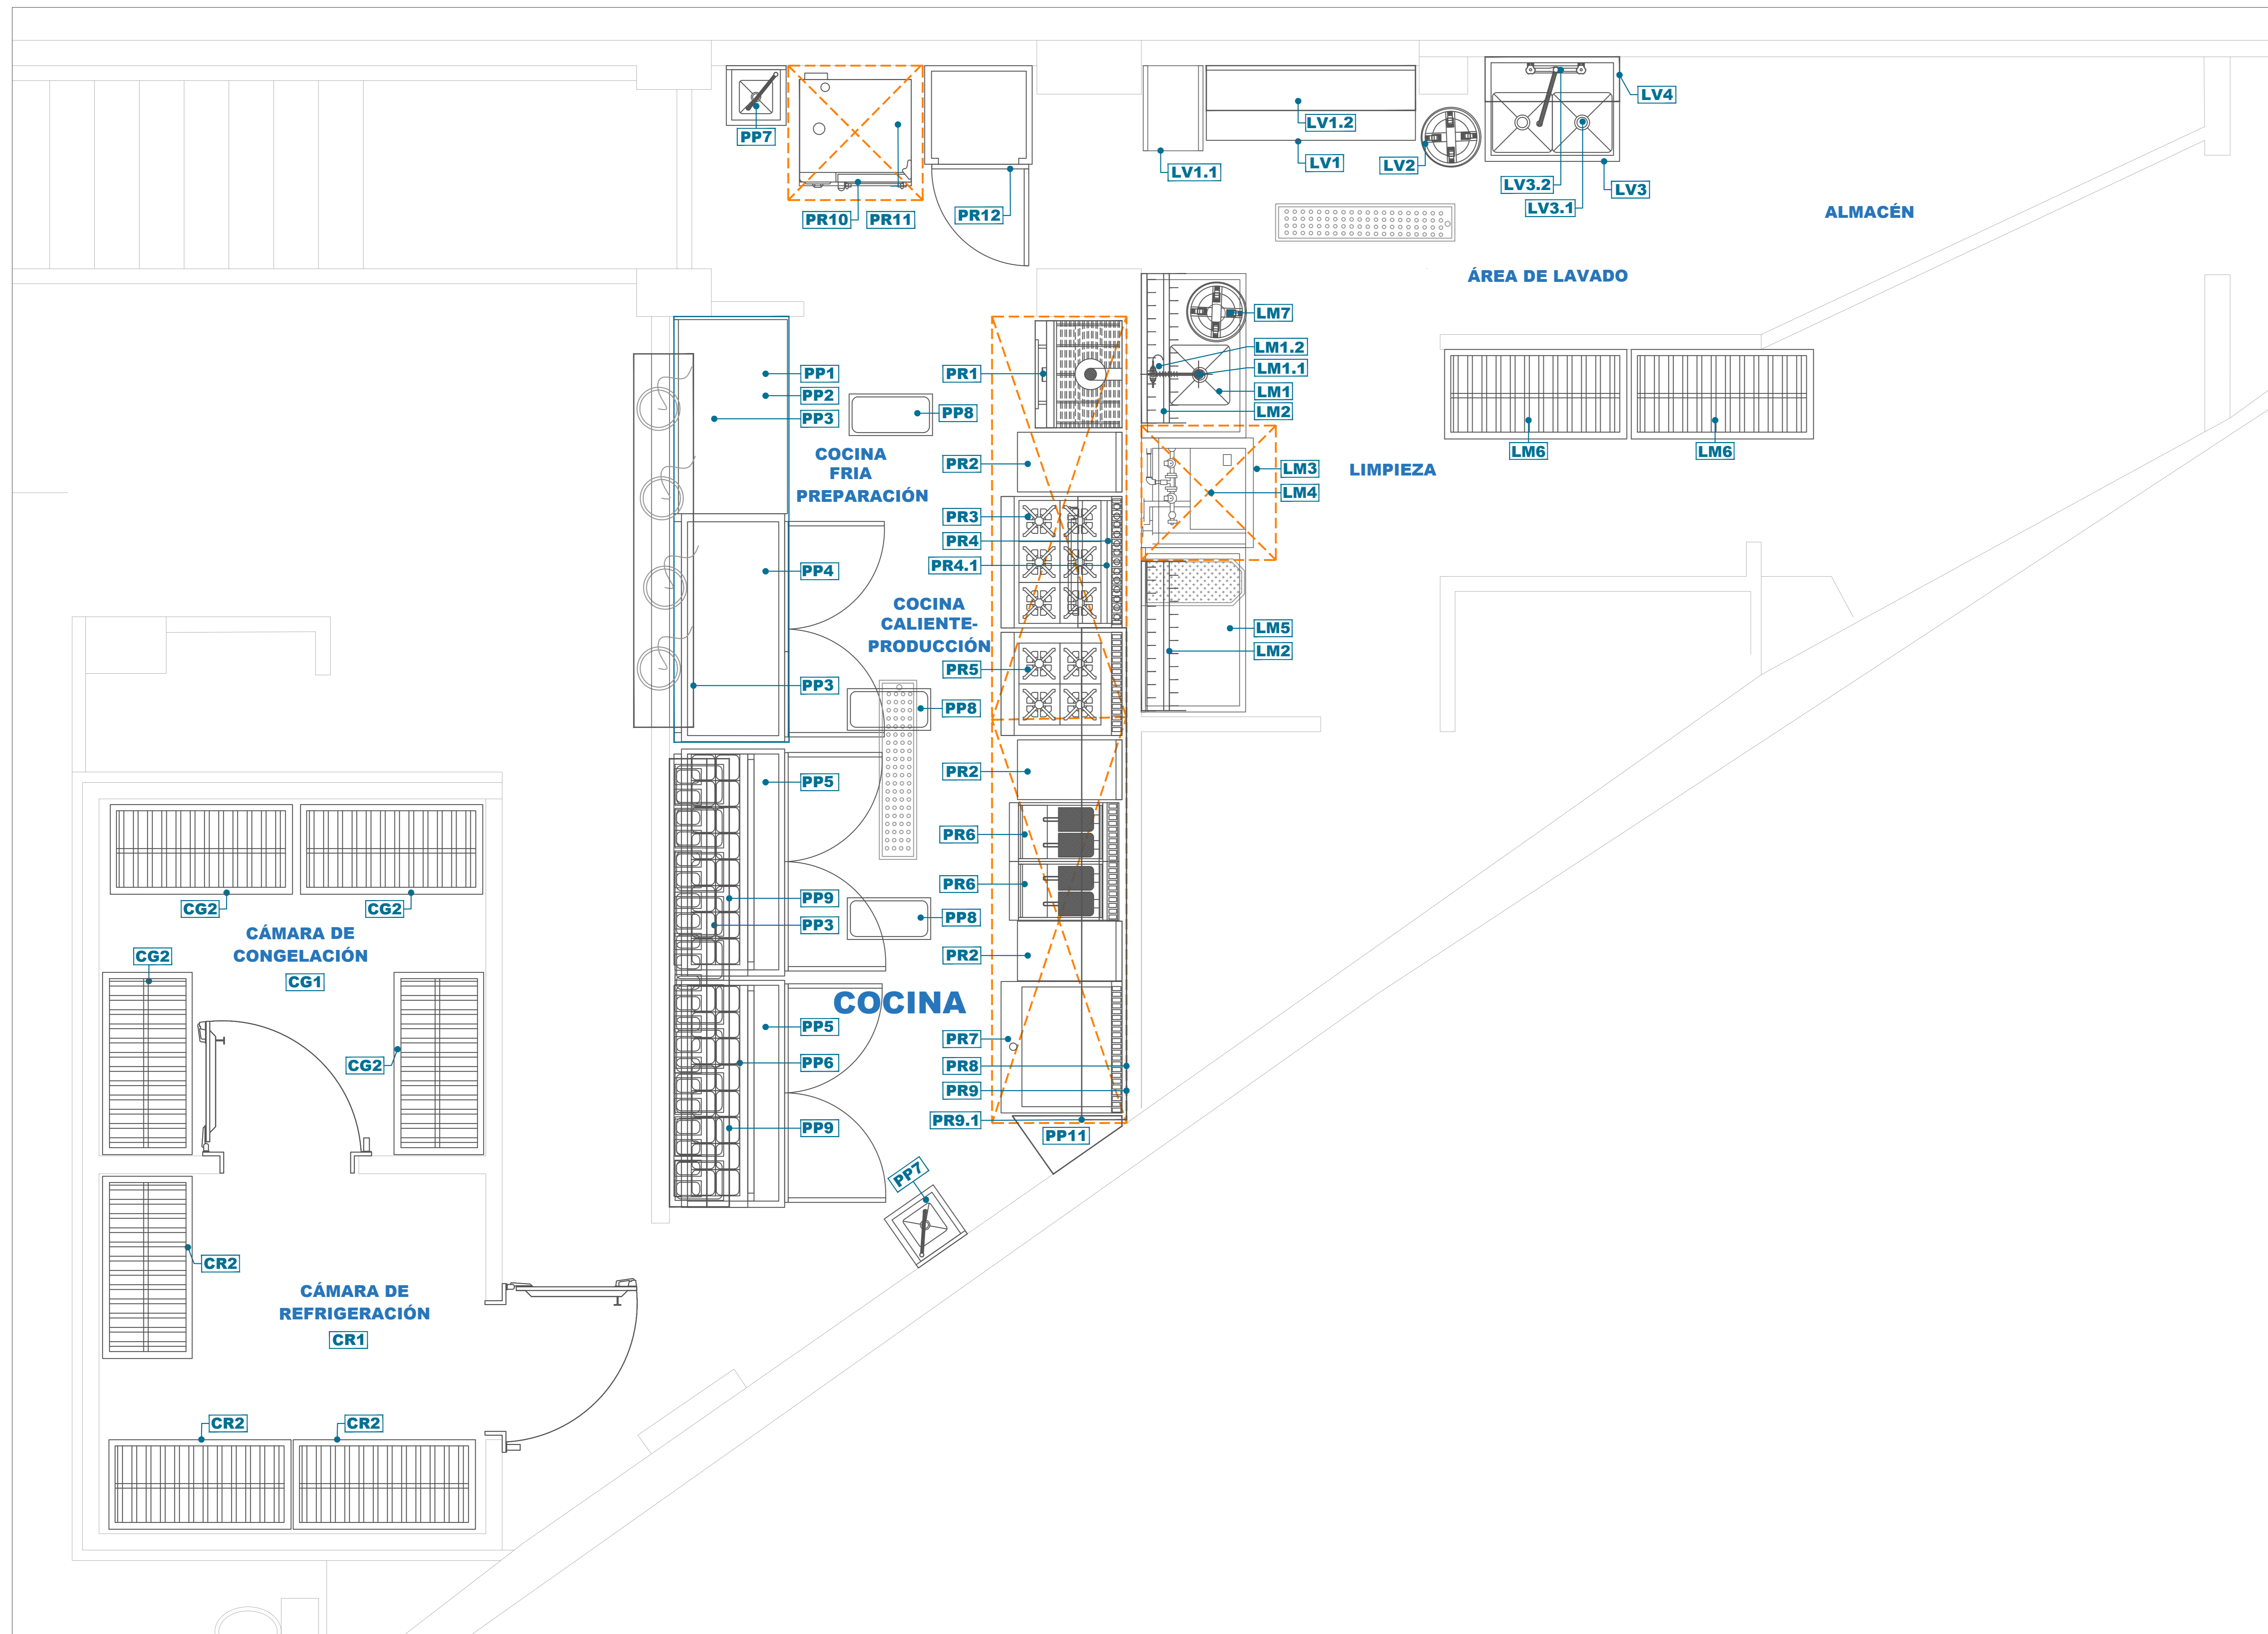 PP7
PR10
PR11
PR12
LV1.1
LV1.2
LV1
LV2
LV4
LV3.2
LV3.1
LV3
ALMACÉN
ÁREA DE LAVADO
PP1
PP2
PP3
PP8
COCINA
FRIA
PREPARACIÓN
PP4
COCINA
CALIENTE-
PRODUCCIÓN
PP3
PP8
PP5
PP9
PP3
PP8
COCINA
PP5
PP6
PP9
PP7
PR1
PR2
PR3
PR4
PR4.1
PR5
PR2
PR6
PR6
PR2
PR7
PR8
PR9
PR9.1
PP11
LM7
LM1.2
LM1.1
LM1
LM2
LM3
LM4
LIMPIEZA
LM5
LM2
LM6
LM6
CG2
CG2
CÁMARA DE
CONGELACIÓN
CG1
CG2
CG2
CR2
CÁMARA DE
REFRIGERACIÓN
CR1
CR2
CR2